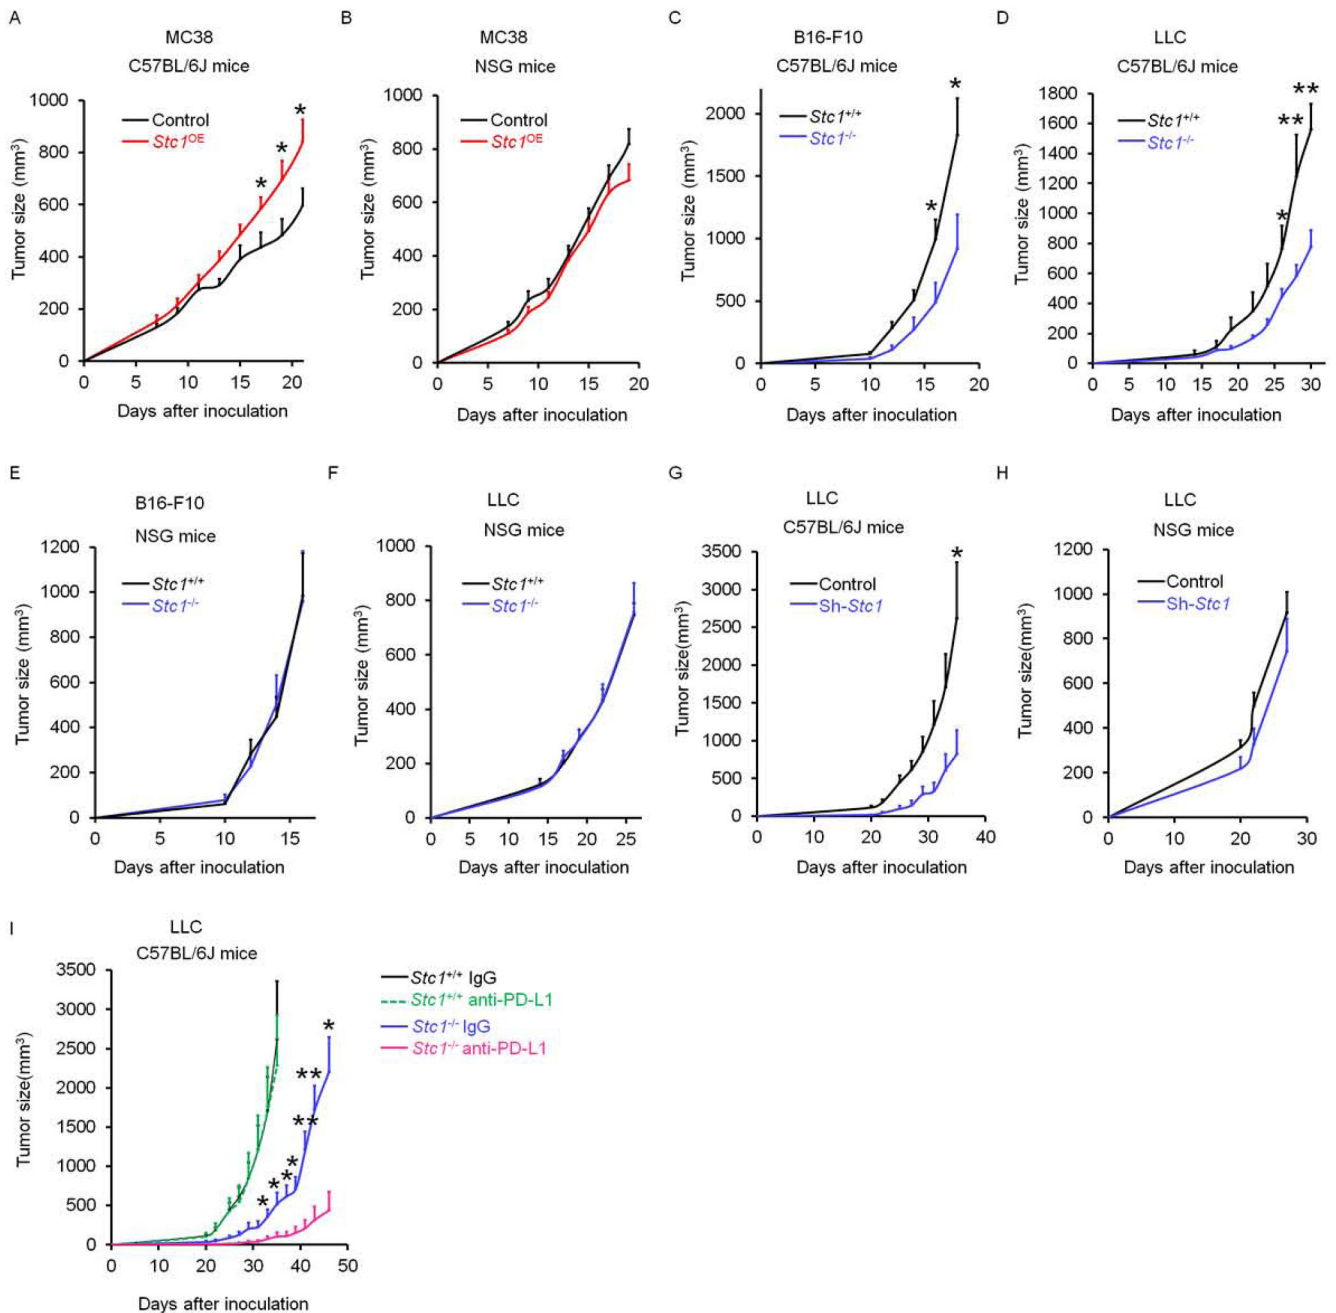 A
MC38
C57BL/6J mice
Control
Stc1OE
Tumor size (mm3)
1000
800
600
400
200
0
* * *
0 5 10 15 20
Days after inoculation
B
MC38
NSG mice
Control
Stc1OE
Tumor size (mm3)
1000
800
600
400
200
0
0 5 10 15 20
Days after inoculation
C
B16-F10
C57BL/6J mice
Stc1+/+
Stc1-/-
Tumor size (mm3)
2000
1500
1000
500
0
* *
0 5 10 15 20
Days after inoculation
D
LLC
C57BL/6J mice
Stc1+/+
Stc1-/-
Tumor size (mm3)
1800
1600
1400
1200
1000
800
600
400
200
0
* ** **
0 5 10 15 20 25 30
Days after inoculation
E
B16-F10
NSG mice
Stc1+/+
Stc1-/-
Tumor size (mm3)
1200
1000
800
600
400
200
0
0 5 10 15
Days after inoculation
F
LLC
NSG mice
Stc1+/+
Stc1-/-
Tumor size (mm3)
1000
800
600
400
200
0
0 5 10 15 20 25
Days after inoculation
G
LLC
C57BL/6J mice
Control
Sh-Stc1
Tumor size(mm3)
3500
3000
2500
2000
1500
1000
500
0
*
0 10 20 30 40
Days after inoculation
H
LLC
NSG mice
Control
Sh-Stc1
Tumor size(mm3)
1200
1000
800
600
400
200
0
0 10 20 30
Days after inoculation
I
LLC
C57BL/6J mice
Stc1+/+ IgG
Stc1+/+ anti-PD-L1
Stc1-/- IgG
Stc1-/- anti-PD-L1
Tumor size(mm3)
3500
3000
2500
2000
1500
1000
500
0
* * * * ** ** *
0 10 20 30 40 50
Days after inoculation